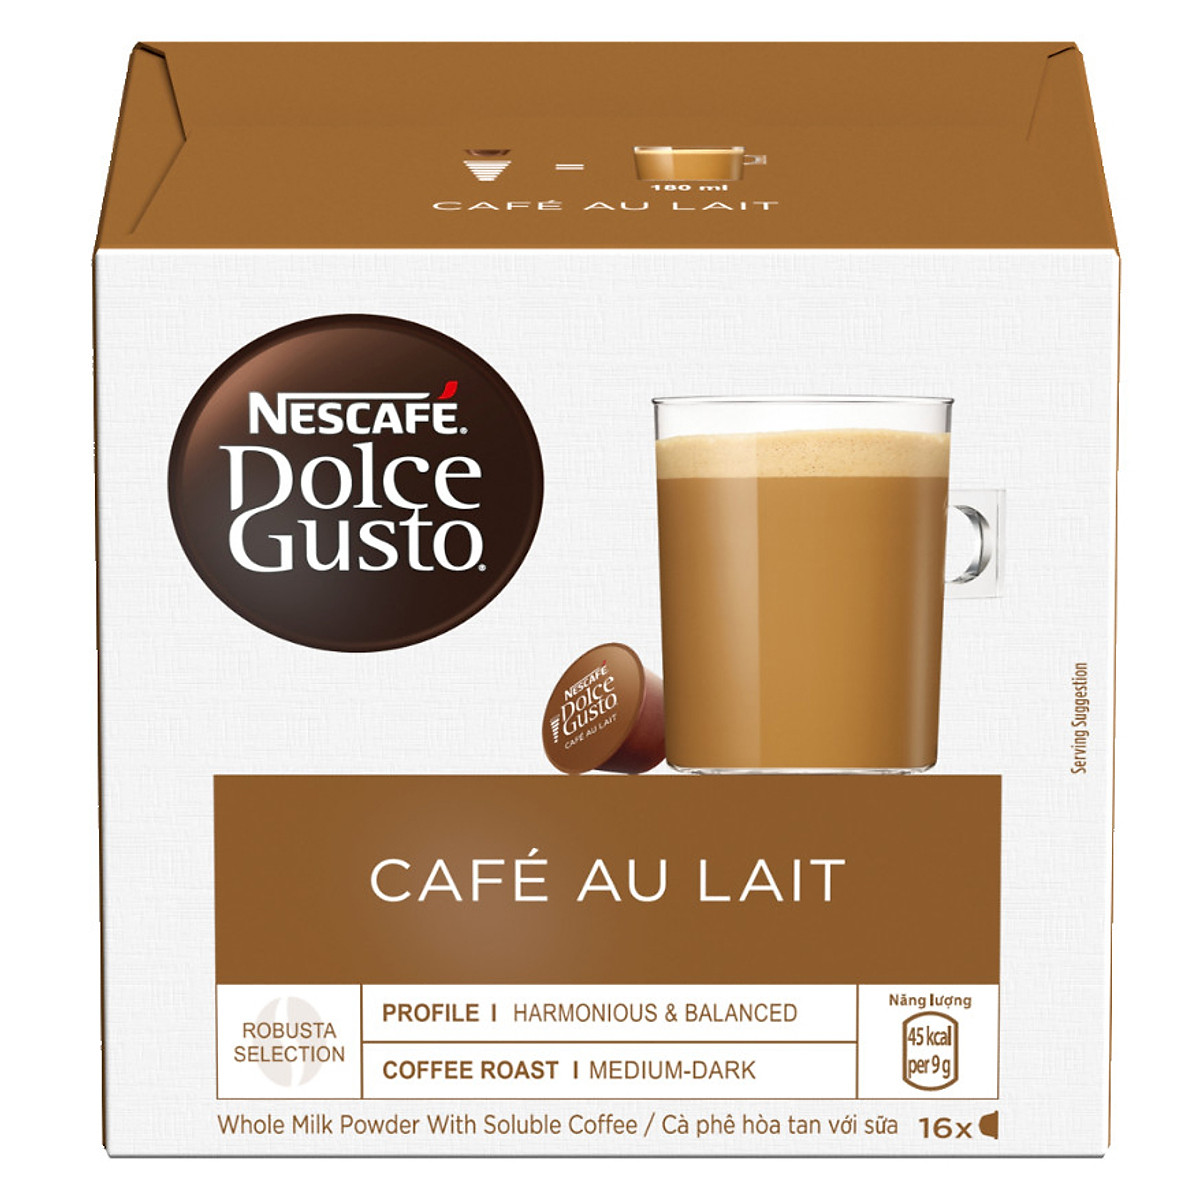 =
180 ml
CAFÉ AU LAIT
NESCAFÉ.
DOLCE
GUSTO.
NESCAFÉ
DOLCE
GUSTO
CAFÉ AU LAIT
Serving Suggestion
CAFÉ AU LAIT
ROBUSTA
SELECTION
PROFILE | HARMONIOUS & BALANCED
COFFEE ROAST | MEDIUM-DARK
Năng lượng
45 kcal
per 9 g
Whole Milk Powder With Soluble Coffee / Cà phê hòa tan với sữa 16x